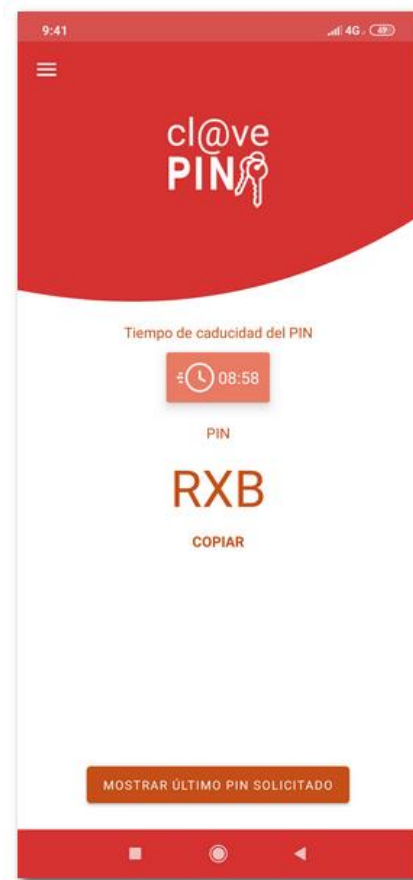 9:41
4G
49
cl@ve
PIN
Tiempo de caducidad del PIN
08:58
PIN
RXB
COPIAR
MOSTRAR ÚLTIMO PIN SOLICITADO